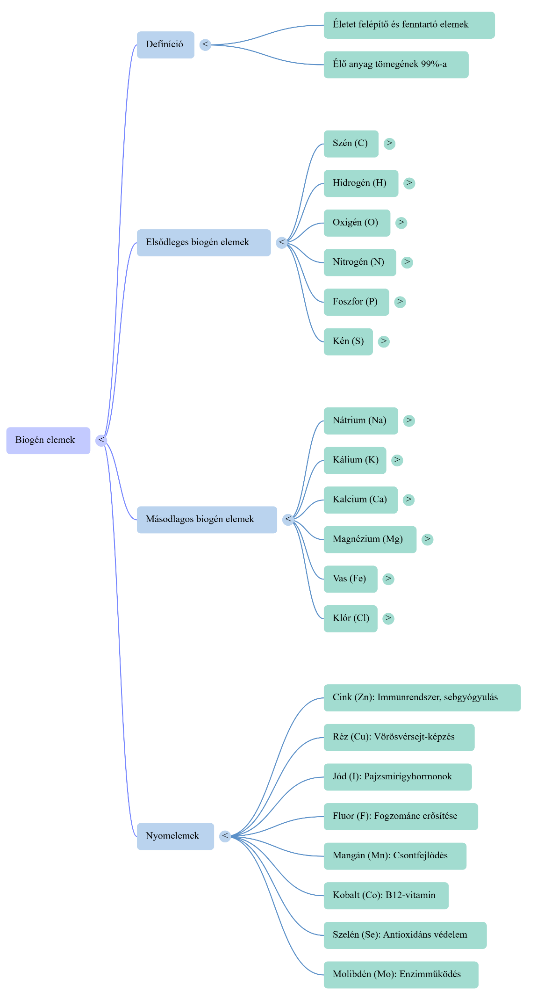 Biogén elemek
<
Definíció
<
Életet felépítő és fenntartó elemek
Élő anyag tömegének 99%-a
Elsődleges biogén elemek
<
Szén (C)
>
Hidrogén (H)
>
Oxigén (O)
>
Nitrogén (N)
>
Foszfor (P)
>
Kén (S)
>
Másodlagos biogén elemek
<
Nátrium (Na)
>
Kálium (K)
>
Kalcium (Ca)
>
Magnézium (Mg)
>
Vas (Fe)
>
Klór (Cl)
>
Nyomelemek
<
Cink (Zn): Immunrendszer, sebgyógyulás
Réz (Cu): Vörösvérsejt-képzés
Jód (I): Pajzsmirigyhormonok
Fluor (F): Fogzománc erősítése
Mangán (Mn): Csontfejlődés
Kobalt (Co): B12-vitamin
Szelén (Se): Antioxidáns védelem
Molibdén (Mo): Enzimműködés